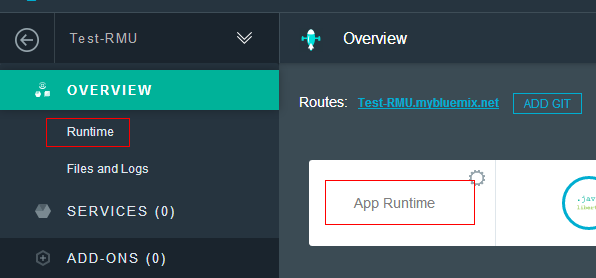 Test-RMU
Overview
OVERVIEW
Routes: Test-RMU.mybluemix.net ADD GIT
Runtime
Files and Logs
App Runtime
.jav
SERVICES (0)
ADD-ONS (0)